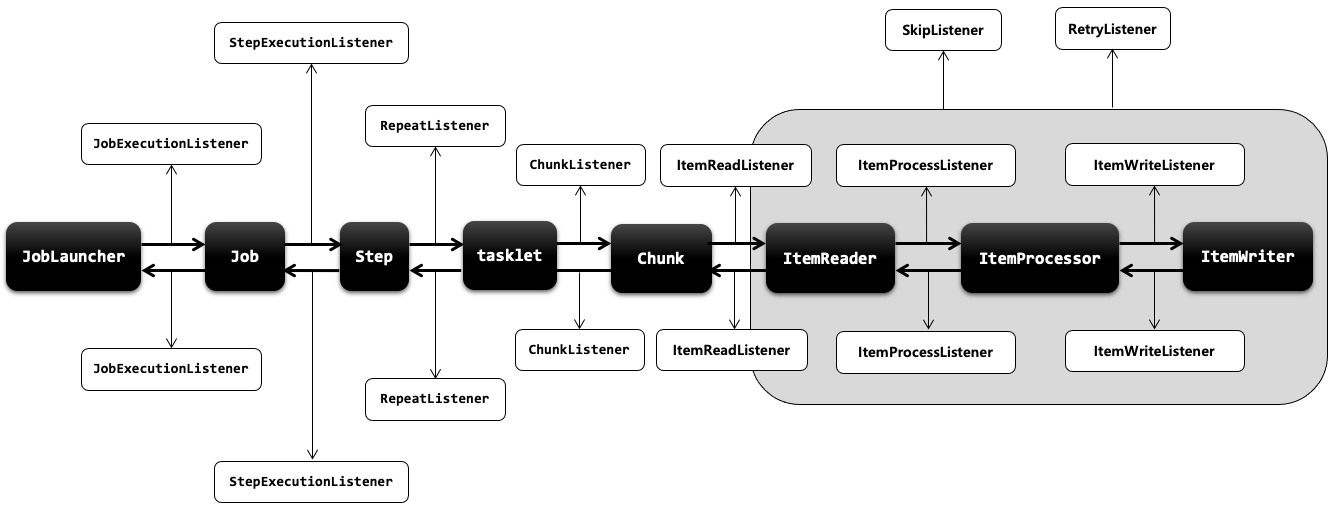 SkipListener
RetryListener
StepExecutionListener
RepeatListener
JobExecutionListener
ChunkListener
ItemReadListener
ItemProcessListener
ItemWriteListener
JobLauncher
Job
Step
tasklet
Chunk
ItemReader
ItemProcessor
ItemWriter
ChunkListener
ItemReadListener
ItemProcessListener
ItemWriteListener
JobExecutionListener
RepeatListener
StepExecutionListener